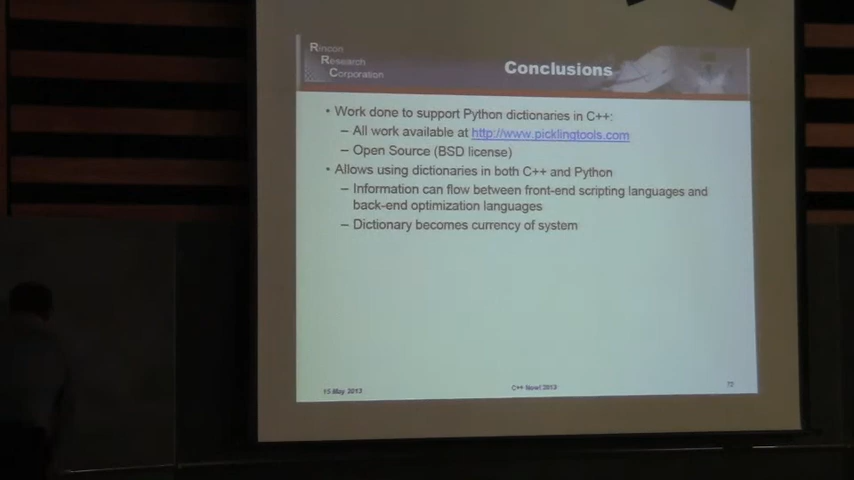 Rincon
Research
Corporation
Conclusions
• Work done to support Python dictionaries in C++:
– All work available at http://www.picklingtools.com
– Open Source (BSD license)
• Allows using dictionaries in both C++ and Python
– Information can flow between front-end scripting languages and
back-end optimization languages
– Dictionary becomes currency of system
15 May 2013
C++ Now! 2013